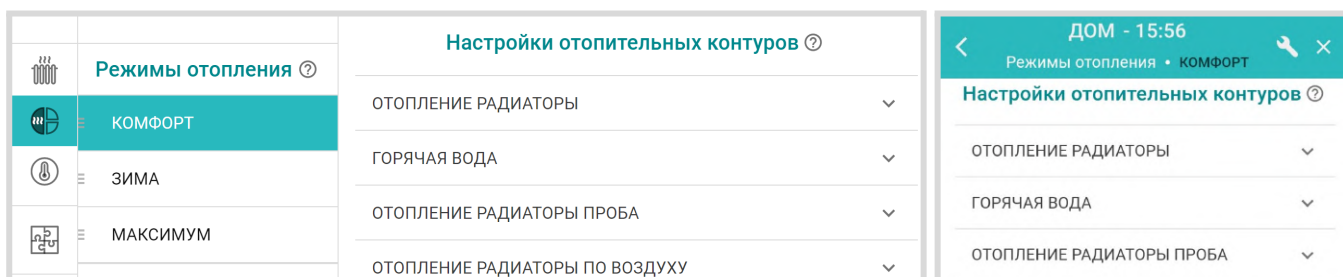 Режимы отопления ?
КОМФОРТ
ЗИМА
МАКСИМУМ
Настройки отопительных контуров ?
ОТОПЛЕНИЕ РАДИАТОРЫ
ГОРЯЧАЯ ВОДА
ОТОПЛЕНИЕ РАДИАТОРЫ ПРОБА
ОТОПЛЕНИЕ РАДИАТОРЫ ПО ВОЗДУХУ
ДОМ - 15:56
Режимы отопления • КОМФОРТ
Настройки отопительных контуров ?
ОТОПЛЕНИЕ РАДИАТОРЫ
ГОРЯЧАЯ ВОДА
ОТОПЛЕНИЕ РАДИАТОРЫ ПРОБА